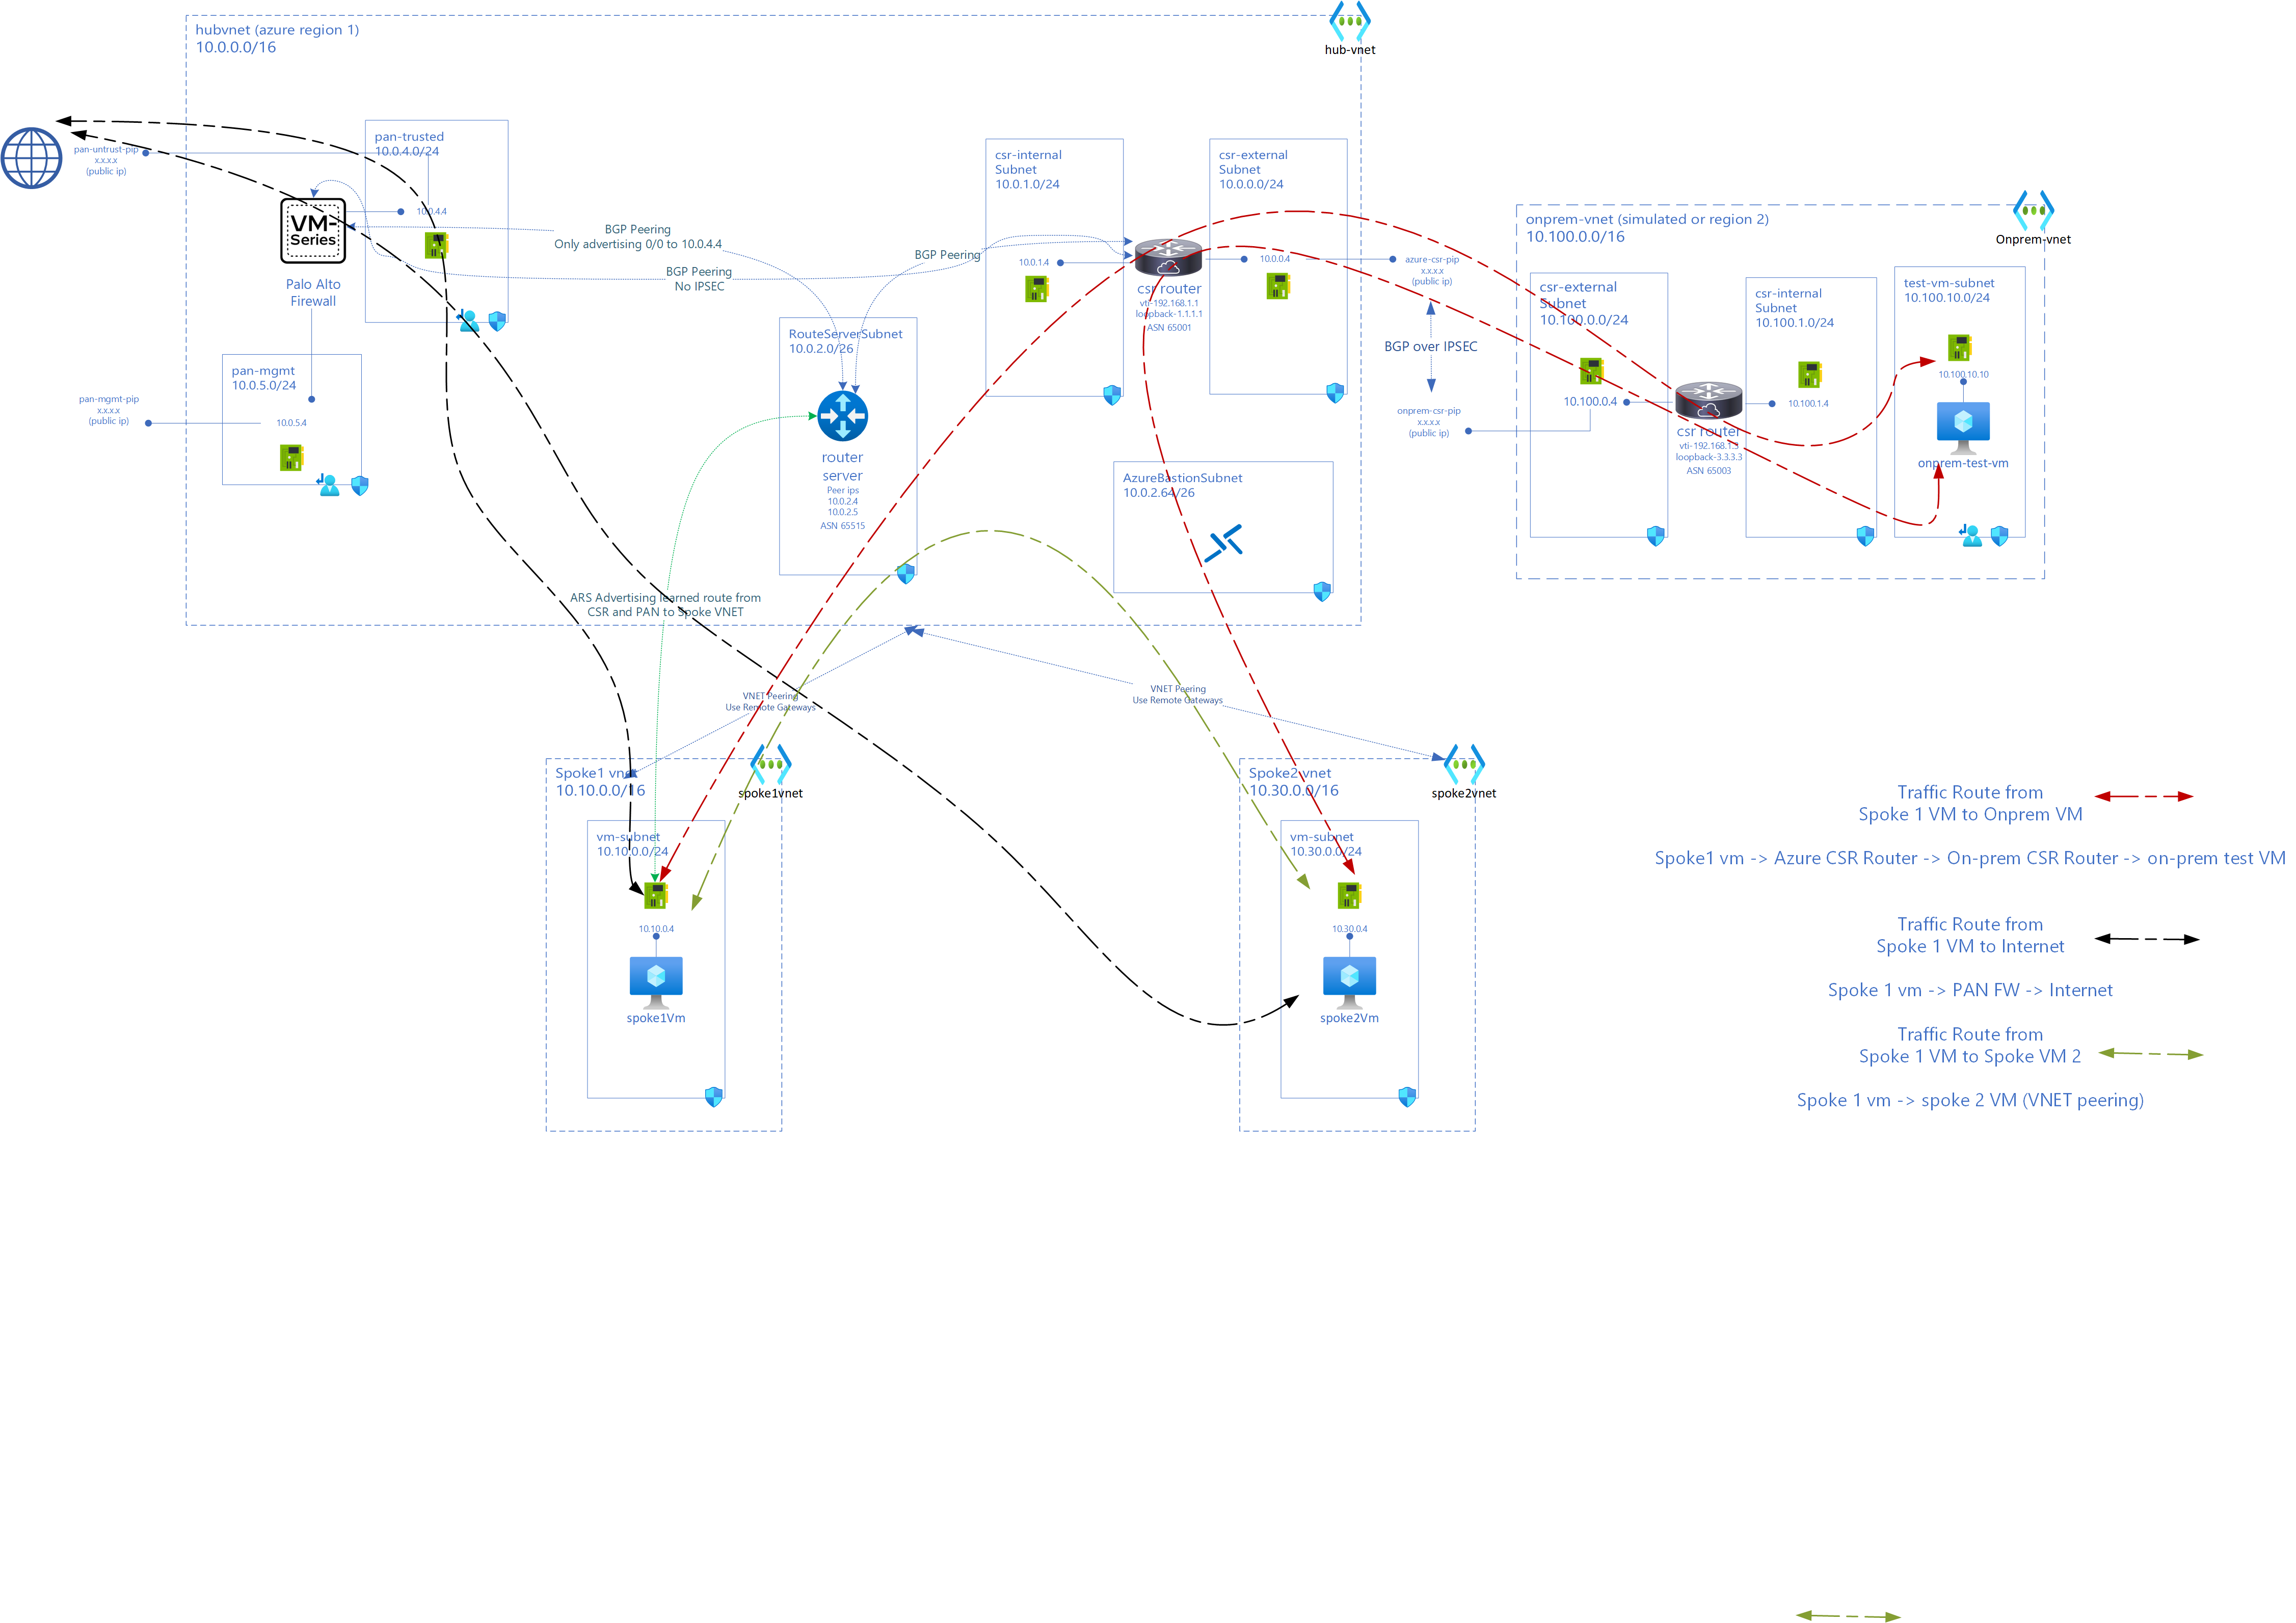 hubvnet (azure region 1)
10.0.0.0/16
hub-vnet
pan-untrust-pip
x.x.x.x
(public ip)
pan-trusted
10.0.4.0/24
10.0.4.4
VM-
Series
Palo Alto
Firewall
pan-mgmt
10.0.5.0/24
10.0.5.4
pan-mgmt-pip
x.x.x.x
(public ip)
BGP Peering
Only advertising 0/0 to 10.0.4.4
BGP Peering
No IPSEC
BGP Peering
RouteServerSubnet
10.0.2.0/26
router
server
Peer ips
10.0.2.4
10.0.2.5
ASN 65515
csr-internal
Subnet
10.0.1.0/24
10.0.1.4
csr router
vti-192.168.1.1
loopback-1.1.1.1
ASN 65001
csr-external
Subnet
10.0.0.0/24
10.0.0.4
azure-csr-pip
x.x.x.x
(public ip)
BGP over IPSEC
onprem-csr-pip
x.x.x.x
(public ip)
AzureBastionSubnet
10.0.2.64/26
onprem-vnet (simulated or region 2)
10.100.0.0/16
Onprem-vnet
csr-external
Subnet
10.100.0.0/24
10.100.0.4
csr router
vti-192.168.1.3
loopback-3.3.3.3
ASN 65003
csr-internal
Subnet
10.100.1.0/24
10.100.1.4
test-vm-subnet
10.100.10.0/24
10.100.10.10
onprem-test-vm
ARS Advertising learned route from
CSR and PAN to Spoke VNET
VNET Peering
Use Remote Gateways
VNET Peering
Use Remote Gateways
Spoke1 vnet
10.10.0.0/16
spoke1vnet
vm-subnet
10.10.0.0/24
10.10.0.4
spoke1Vm
Spoke2 vnet
10.30.0.0/16
spoke2vnet
vm-subnet
10.30.0.0/24
10.30.0.4
spoke2Vm
Traffic Route from
Spoke 1 VM to Onprem VM
Spoke1 vm -> Azure CSR Router -> On-prem CSR Router -> on-prem test VM
Traffic Route from
Spoke 1 VM to Internet
Spoke 1 vm -> PAN FW -> Internet
Traffic Route from
Spoke 1 VM to Spoke VM 2
Spoke 1 vm -> spoke 2 VM (VNET peering)